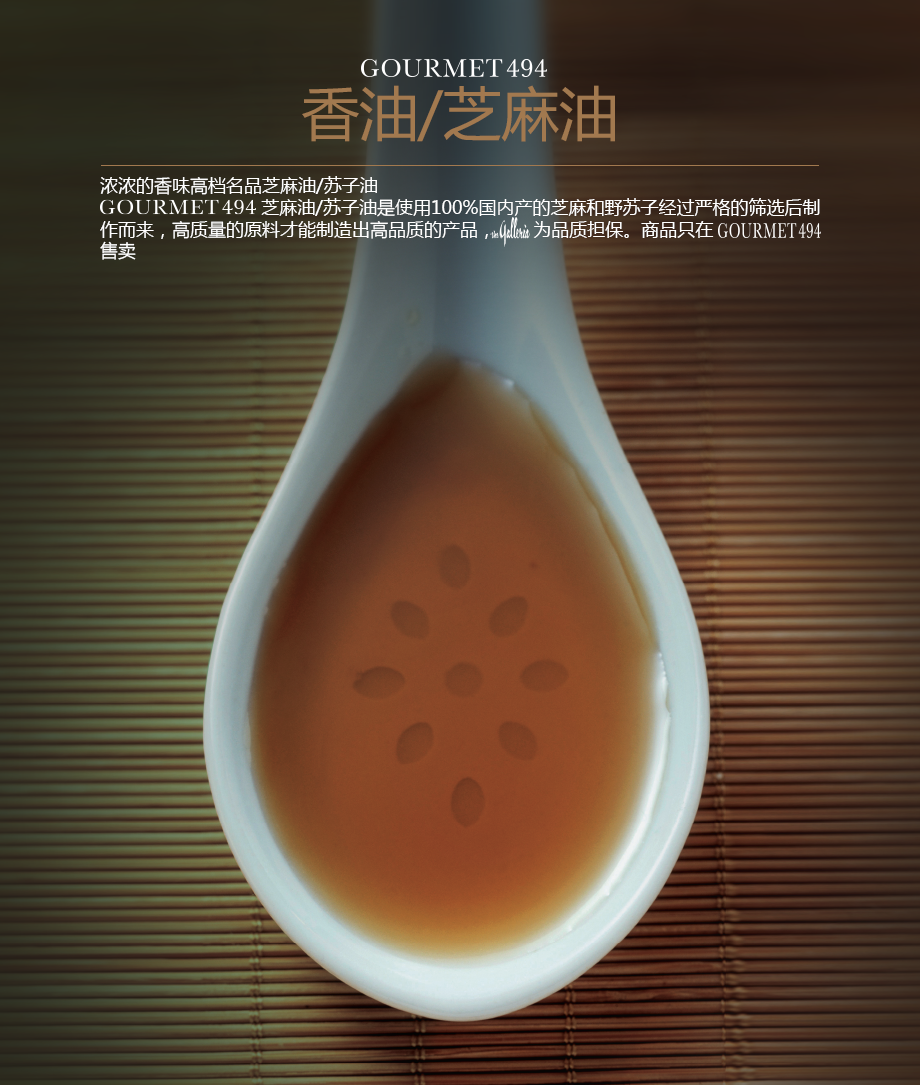 GOURMET 494
香油/芝麻油
浓浓的香味高档名品芝麻油/苏子油
GOURMET 494 芝麻油/苏子油是使用100%国内产的芝麻和野苏子经过严格的筛选后制
作而来，高质量的原料才能制造出高品质的产品，the Galleria 为品质担保。商品只在 GOURMET 494
售卖